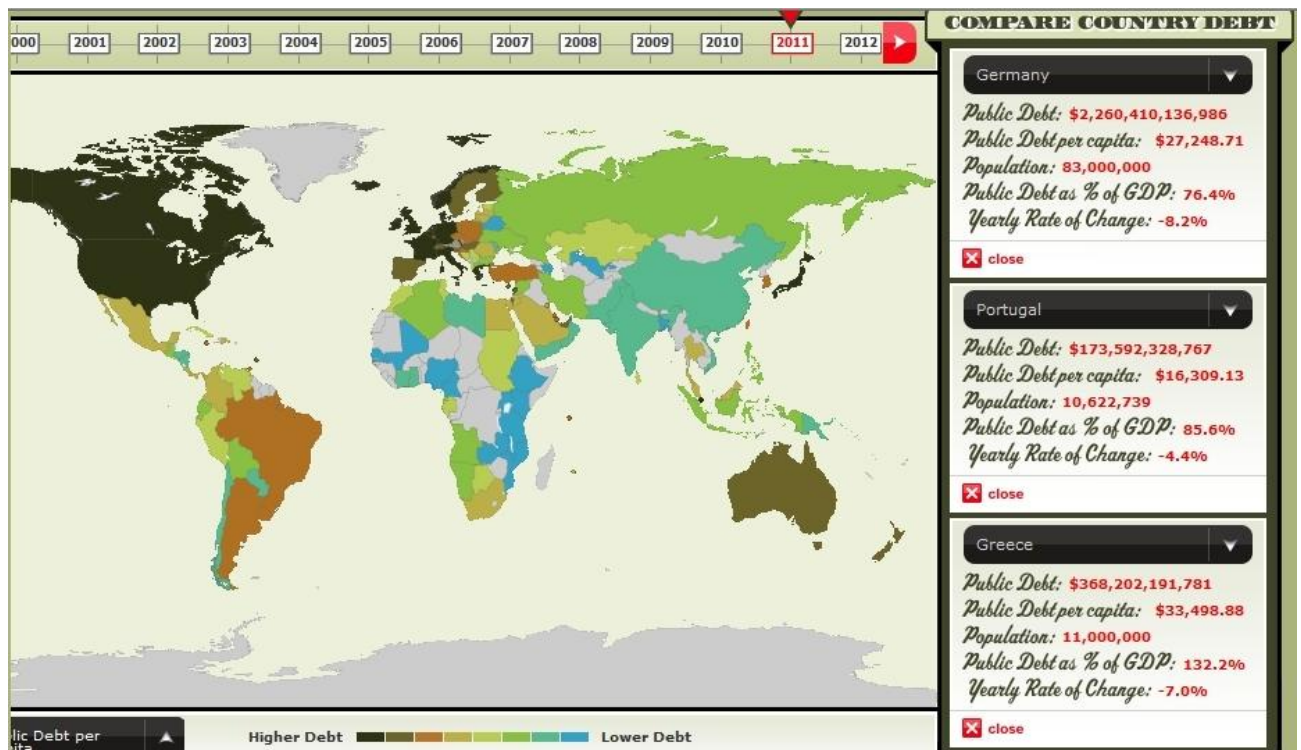 000 2001 2002 2003 2004 2005 2006 2007 2008 2009 2010 2011 2012
COMPARE COUNTRY DEBT
Germany
Public Debt: $2,260,410,136,986
Public Debt per capita: $27,248.71
Population: 83,000,000
Public Debt as % of GDP: 76.4%
Yearly Rate of Change: -8.2%
close
Portugal
Public Debt: $173,592,328,767
Public Debt per capita: $16,309.13
Population: 10,622,739
Public Debt as % of GDP: 85.6%
Yearly Rate of Change: -4.4%
close
Greece
Public Debt: $368,202,191,781
Public Debt per capita: $33,498.88
Population: 11,000,000
Public Debt as % of GDP: 132.2%
Yearly Rate of Change: -7.0%
close
lic Debt per
ita
Higher Debt Lower Debt